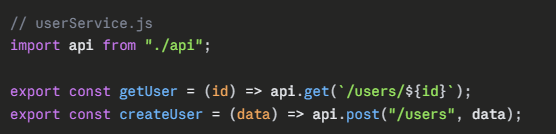 // userService.js
import api from "./api";
export const getUser = (id) => api.get(`/users/${id}`);
export const createUser = (data) => api.post("/users", data);